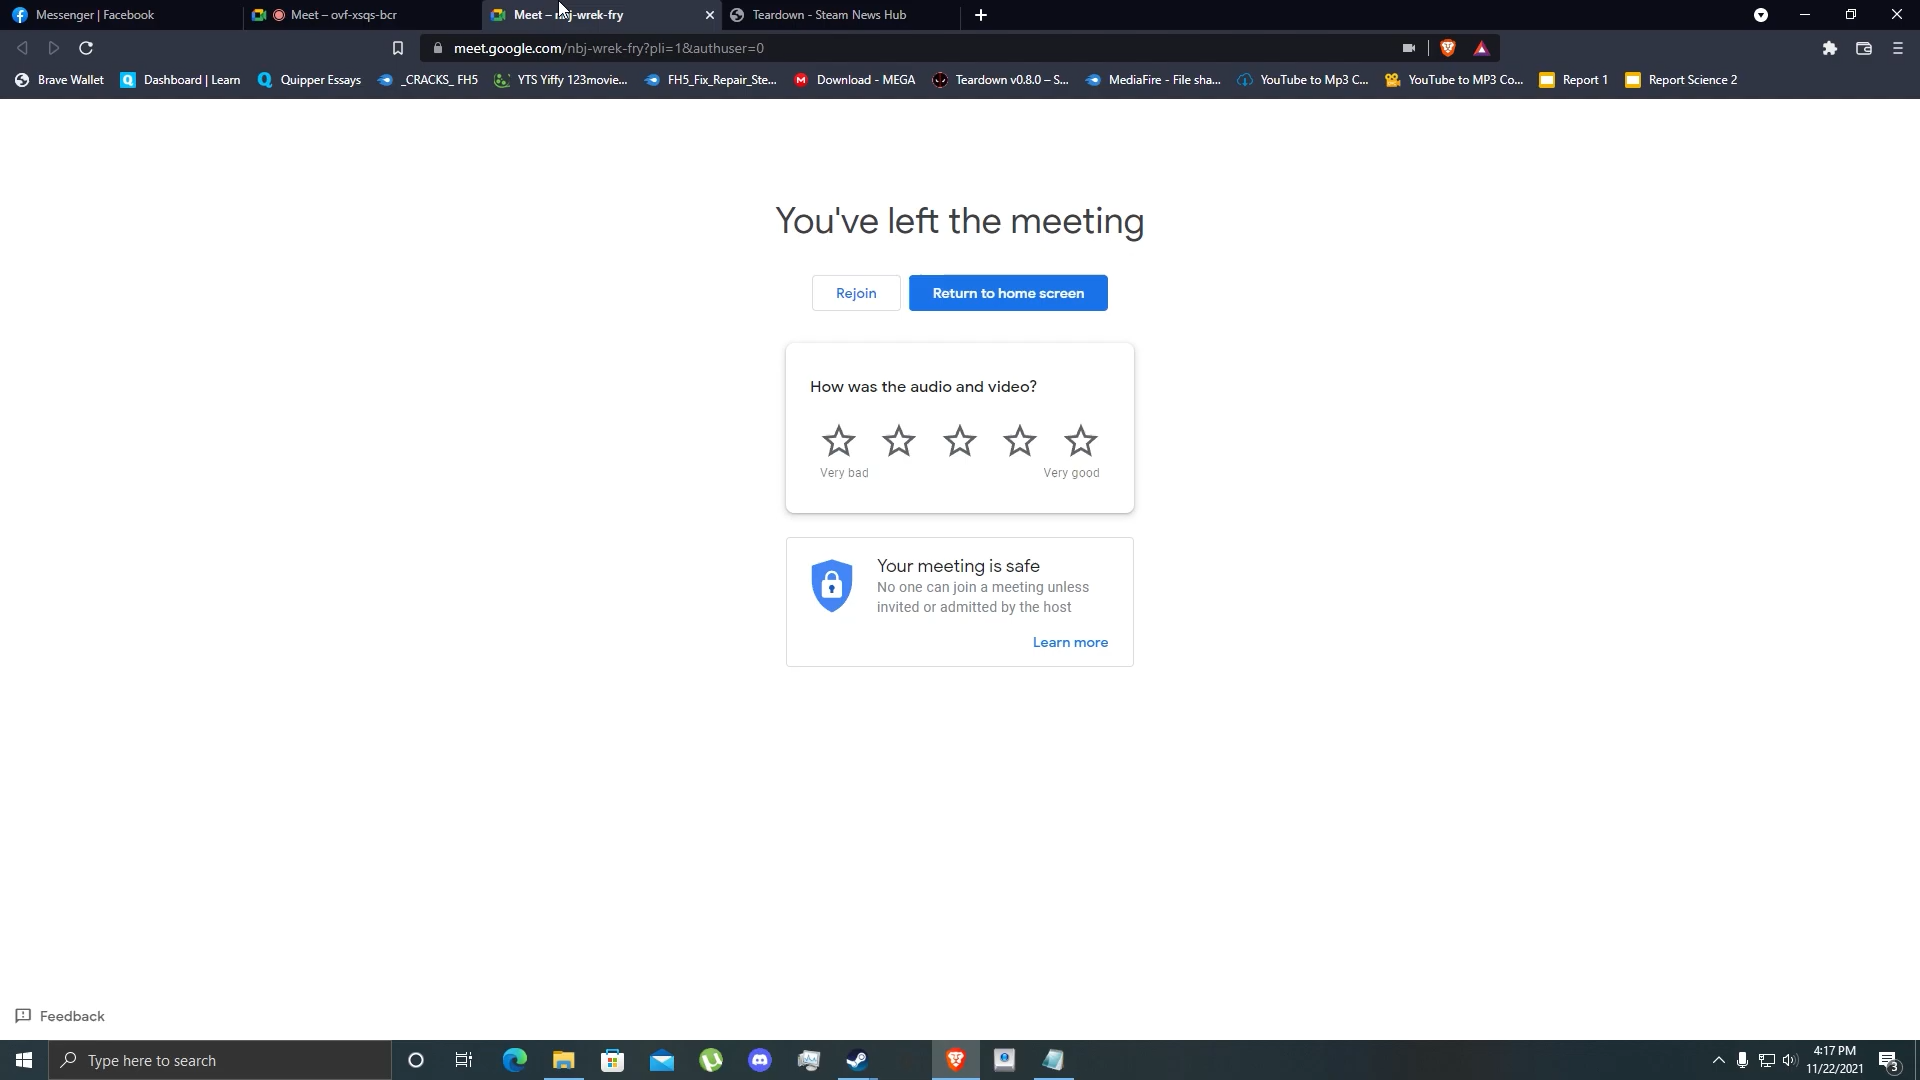 Messenger | Facebook
Meet – ovf-xsqs-bcr
Meet – nbj-wrek-fry
Teardown - Steam News Hub
meet.google.com/nbj-wrek-fry?pli=1&authuser=0
Brave Wallet
Dashboard | Learn
Quipper Essays
_CRACKS_ FH5
YTS Yiffy 123movie...
FH5_Fix_Repair_Ste...
Download - MEGA
Teardown v0.8.0 – S...
MediaFire - File sha...
YouTube to Mp3 C...
YouTube to MP3 Co...
Report 1
Report Science 2
You've left the meeting
Rejoin
Return to home screen
How was the audio and video?
Very bad
Very good
Your meeting is safe
No one can join a meeting unless
invited or admitted by the host
Learn more
Feedback
Type here to search
4:17 PM
11/22/2021
3